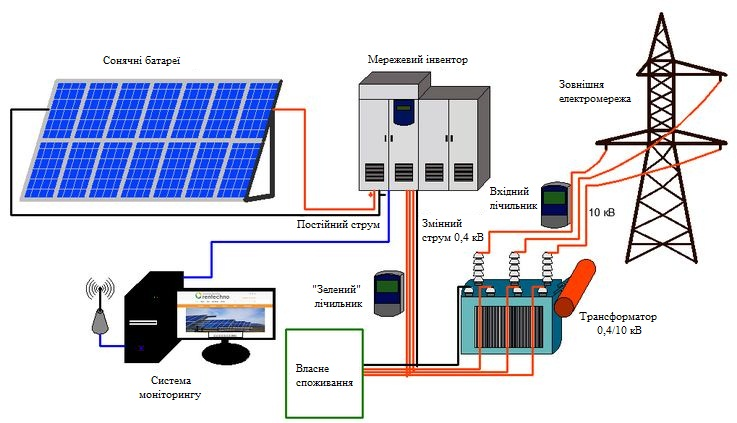 Сонячні батареї
Мережевий інвентор
Зовнішня
електромережа
Вхідний
лічильник
10 кВ
Постійний струм
Змінний
струм 0,4 кВ
"Зелений"
лічильник
rentechno
Трансформатор
0,4/10 кВ
Власне
споживання
Система
моніторингу